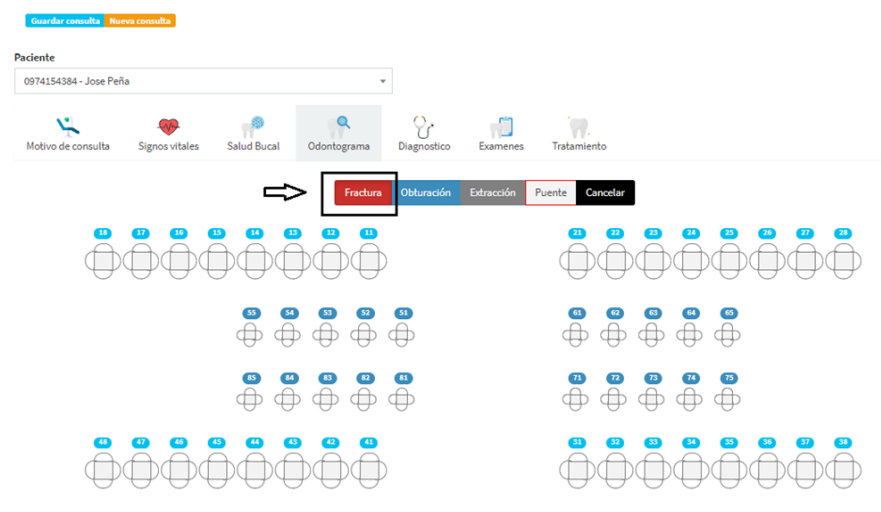 Guardar consulta Nueva consulta
Paciente
0974154384 - Jose Peña
Motivo de consulta Signos vitales Salud Bucal Odontograma Diagnostico Examenes Tratamiento
Fractura Obturación Extracción Puente Cancelar
18 17 16 15 14 13 12 11 21 22 23 24 25 26 27 28
55 54 53 52 51 61 62 63 64 65
85 84 83 82 81 71 72 73 74 75
48 47 46 45 44 43 42 41 31 32 33 34 35 36 37 38